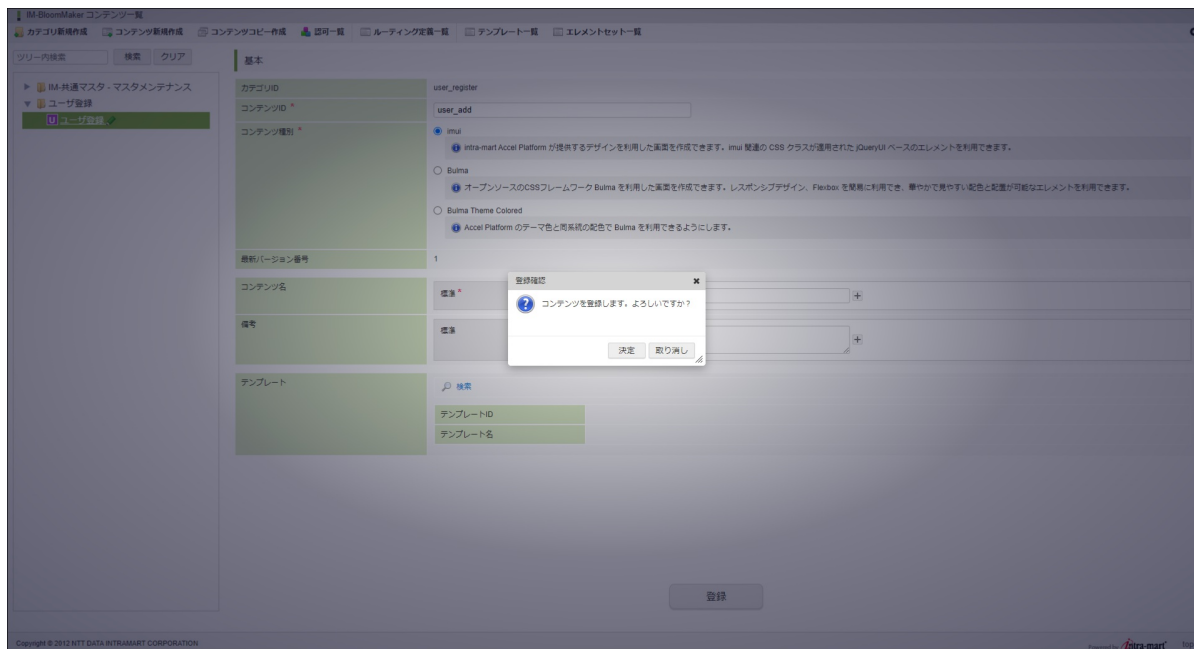 IM-BloomMaker コンテンツ一覧
カテゴリ新規作成 コンテンツ新規作成 コンテンツコピー作成 認可一覧 ルーティング定義一覧 テンプレート一覧 エレメントセット一覧
ツリー内検索 検索 クリア
IM-共通マスタ - マスタメンテナンス
ユーザ登録
U ユーザ登録
基本
カテゴリID user_register
コンテンツID * user_add
コンテンツ種別 * imui
intra-mart Accel Platform が提供するデザインを利用した画面を作成できます。imui 関連の CSS クラスが適用された jQueryUI ベースのエレメントを利用できます。
Bulma
オープンソースのCSSフレームワーク Bulma を利用した画面を作成できます。レスポンシブデザイン、Flexbox を簡易に利用でき、華やかで見やすい配色と配置が可能なエレメントを利用できます。
Bulma Theme Colored
Accel Platform のテーマ色と同系統の配色で Bulma を利用できるようにします。
最新バージョン番号 1
コンテンツ名 標準 *
備考 標準
登録確認
コンテンツを登録します。よろしいですか?
決定 取り消し
テンプレート 検索
テンプレートID
テンプレート名
登録
Copyright © 2012 NTT DATA INTRAMART CORPORATION
Powered by intra-mart top